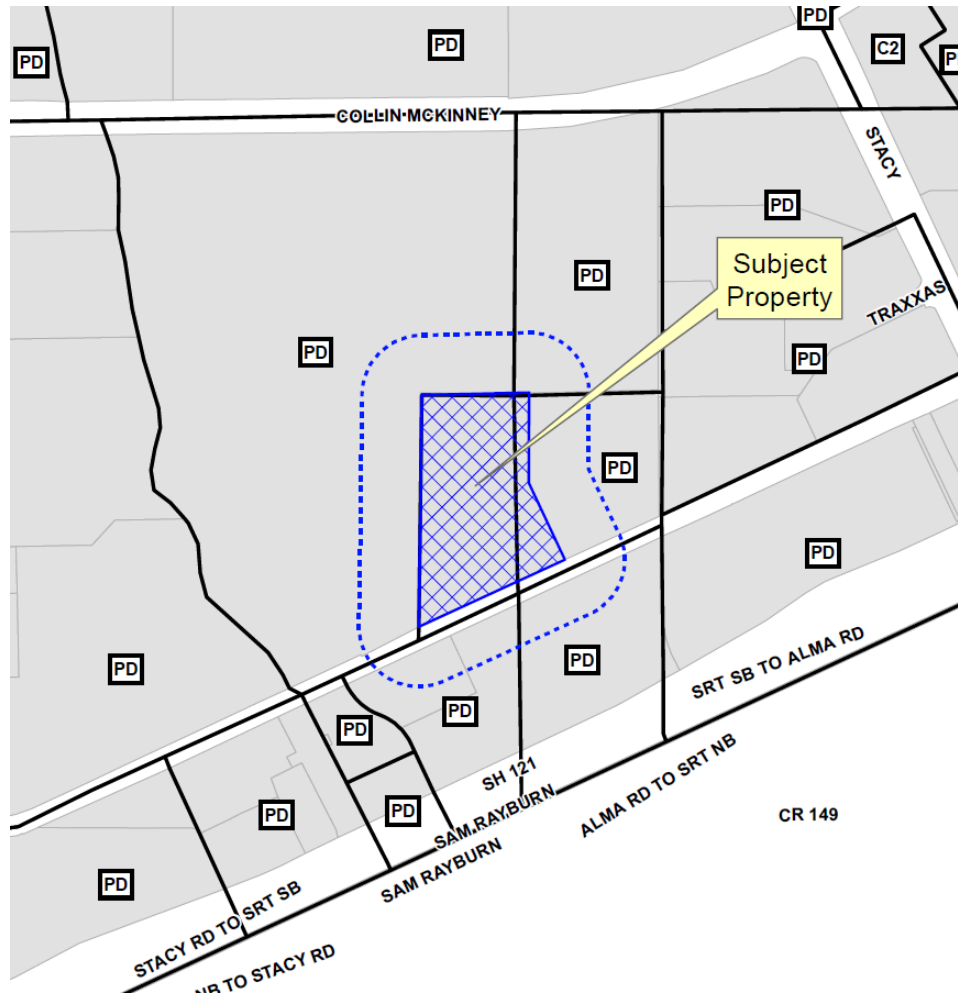 PD
PD
PD
C2
PD
COLLIN MCKINNEY
STACY
PD
Subject
Property
PD
TRAXXAS
PD
PD
PD
PD
PD
PD
SRT SB TO ALMA RD
PD
PD
SH 121
ALMA RD TO SRT NB
PD
PD
SAM RAYBURN
CR 149
SAM RAYBURN
PD
STACY RD TO SRT SB
NB TO STACY RD